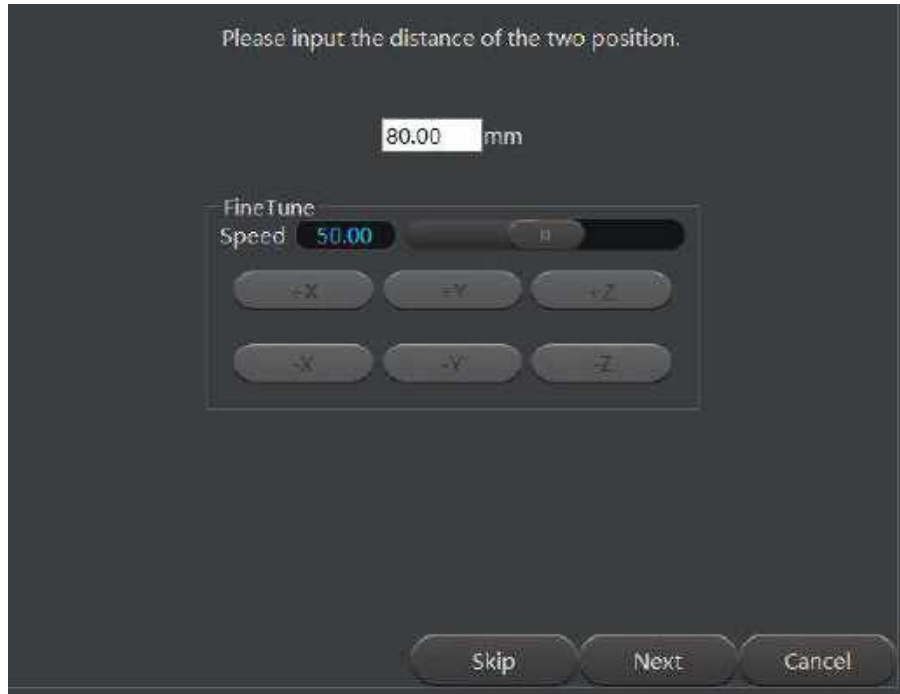 Please input the distance of the two position.
80.00 mm
FineTune
Speed 50.00
+X +Y +Z
-X -Y -Z
Skip Next Cancel